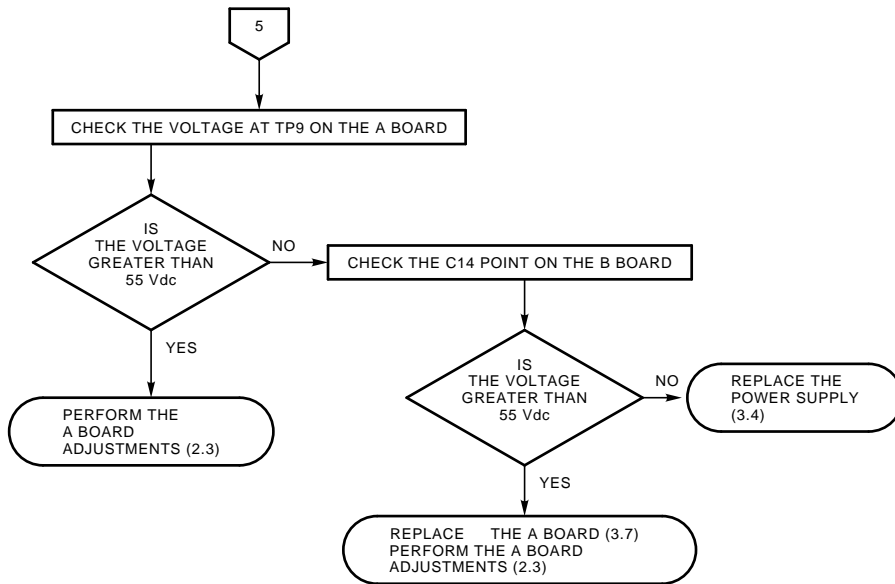 5
CHECK THE VOLTAGE AT TP9 ON THE A BOARD
IS
THE VOLTAGE
GREATER THAN
55 Vdc
NO
CHECK THE C14 POINT ON THE B BOARD
YES
PERFORM THE
A BOARD
ADJUSTMENTS (2.3)
IS
THE VOLTAGE
GREATER THAN
55 Vdc
NO
REPLACE THE
POWER SUPPLY
(3.4)
YES
REPLACE THE A BOARD (3.7)
PERFORM THE A BOARD
ADJUSTMENTS (2.3)